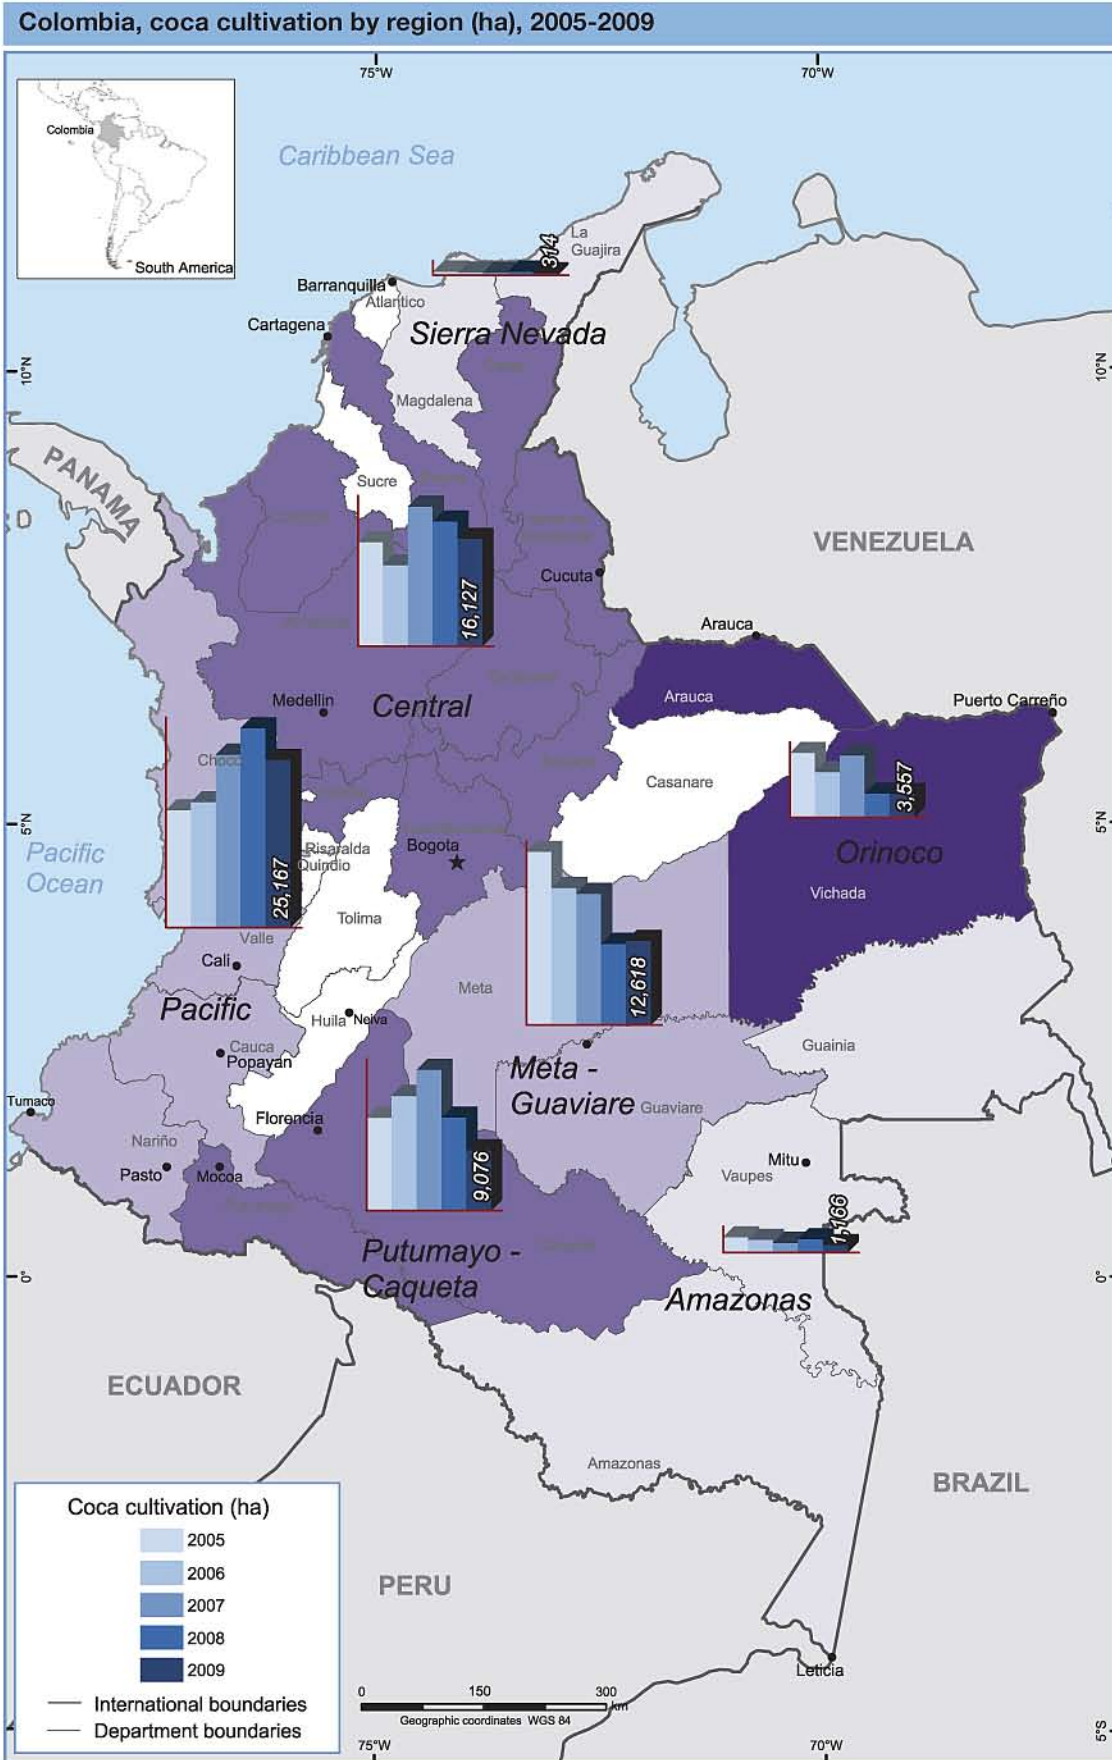 Colombia, coca cultivation by region (ha), 2005-2009
75°W
70°W
Colombia
South America
Caribbean Sea
La
Guajira
314
Barranquilla
Atlantico
Cartagena
Sierra Nevada
10°N
10°N
Magdalena
PANAMA
Sucre
VENEZUELA
Cucuta
16,127
Arauca
Medellin
Central
Arauca
Puerto Carreño
Choco
Casanare
3,557
5°N
5°N
Pacific
Ocean
Risaralda
Quindio
Bogota
Orinoco
25,167
Vichada
Tolima
Valle
Cali
12,618
Meta
Pacific
Huila
Neiva
Cauca
Popayan
Guainia
Meta -
Guaviare
Guaviare
Tumaco
Florencia
Nariño
Pasto
Mocoa
9,076
Mitu
Vaupes
1,166
Putumayo -
Caqueta
0°
0°
Amazonas
ECUADOR
Amazonas
BRAZIL
PERU
Coca cultivation (ha)
2005
2006
2007
2008
2009
International boundaries
Department boundaries
0 150 300 km
Geographic coordinates WGS 84
Leticia
5°S
75°W
70°W